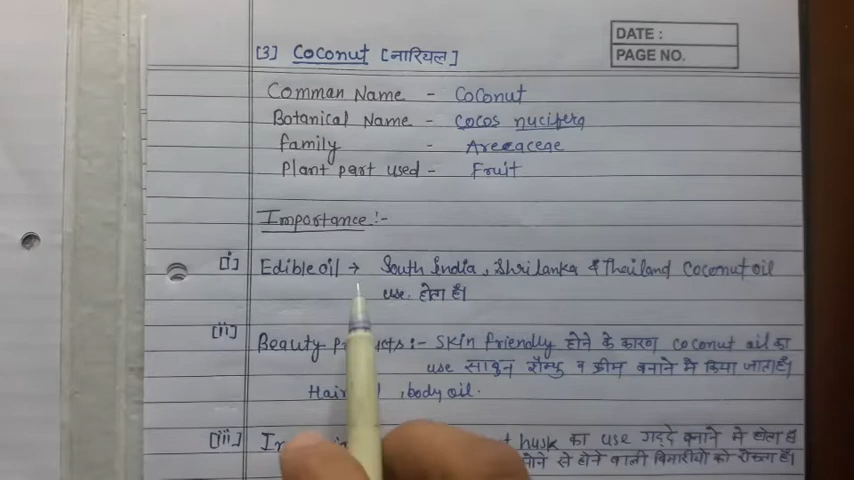 DATE :
PAGE NO.
[3] Coconut [नारियल]
Comman Name - Coconut
Botanical Name - Cocos nucifera
family - Arecaceae
Plant part used - Fruit
Importance :-
[i] Edible oil → South India, Shrilanka & Thailand Coconut oil
use होता है।
[ii] Beauty :- Skin friendly होने के कारण coconut oil का
use साबुन शैम्पु व क्रीम बनाने में किया जाता है।
Hair , body oil.
[iii] husk का use गद्दे बनाने में होता है
सोने से होने वाली बिमारीयो को रोकता है।